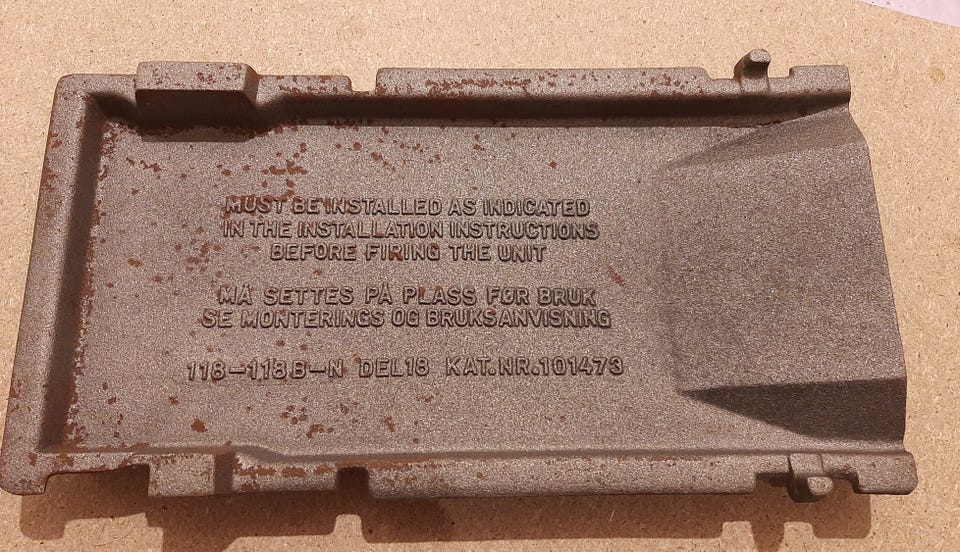 MUST BE INSTALLED AS INDICATED
IN THE INSTALLATION INSTRUCTIONS
BEFORE FIRING THE UNIT
MÅ SETTES PÅ PLASS FØR BRUK
SE MONTERINGS OG BRUKSANVISNING
118-118B-N DEL18 KAT.NR.101473